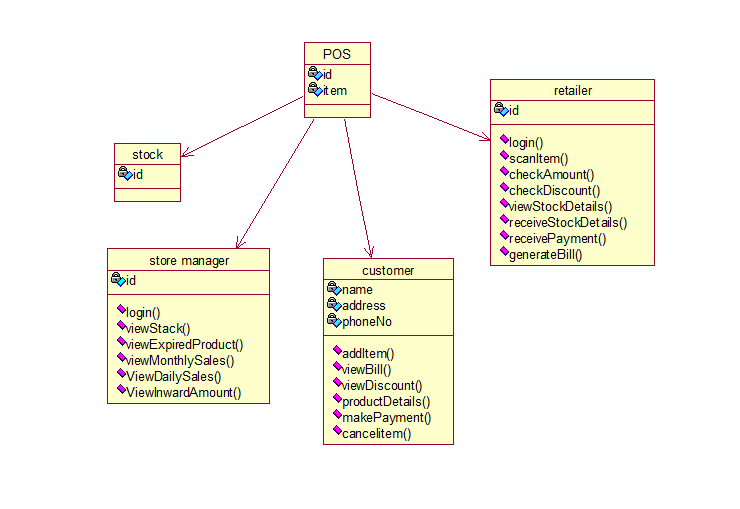 POS
id
item
retailer
id
login()
scanItem()
checkAmount()
checkDiscount()
viewStockDetails()
receiveStockDetails()
receivePayment()
generateBill()
stock
id
store manager
id
login()
viewStack()
viewExpiredProduct()
viewMonthlySales()
ViewDailySales()
ViewInwardAmount()
customer
name
address
phoneNo
addItem()
viewBill()
viewDiscount()
productDetails()
makePayment()
cancelitem()